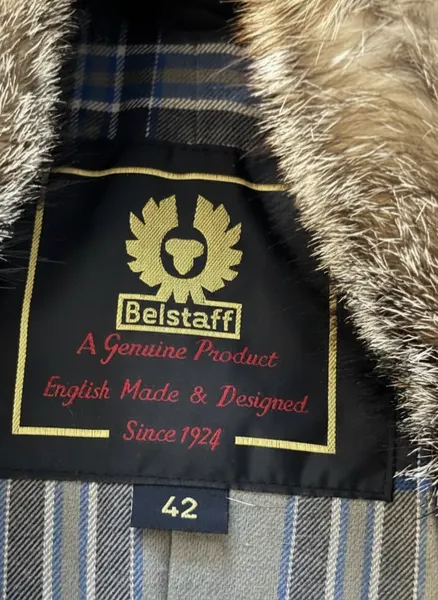 Belstaff
A Genuine Product
English Made & Designed
Since 1924
42